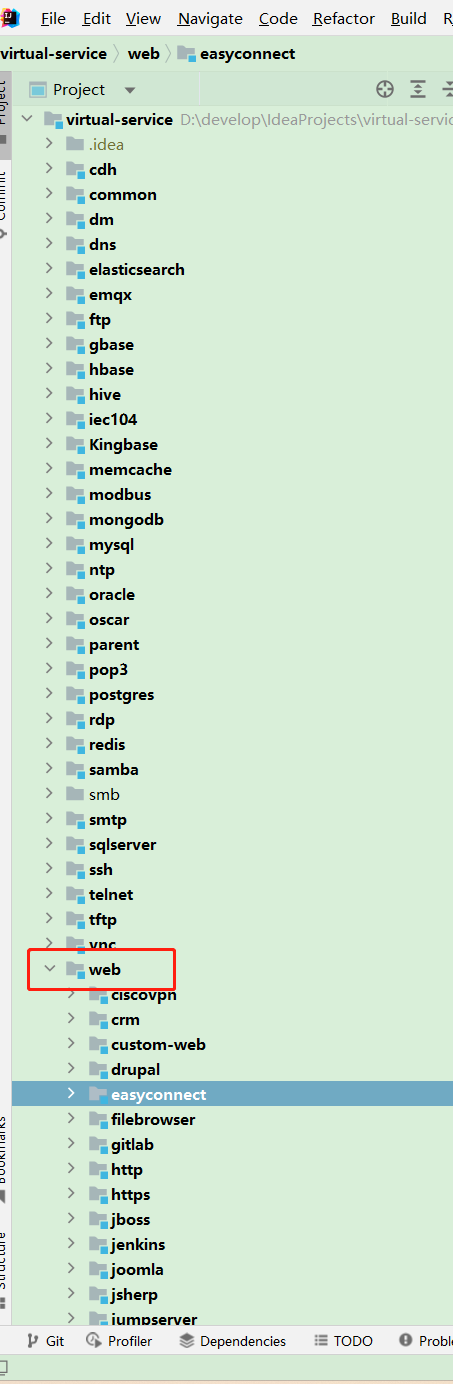 File Edit View Navigate Code Refactor Build
virtual-service web easyconnect
Project
Project
Commit
virtual-service D:\develop\IdeaProjects\virtual-servic
.idea
cdh
common
dm
dns
elasticsearch
emqx
ftp
gbase
hbase
hive
iec104
Kingbase
memcache
modbus
mongodb
mysql
ntp
oracle
oscar
parent
pop3
postgres
rdp
redis
samba
smb
smtp
sqlserver
ssh
telnet
tftp
vnc
web
ciscovpn
crm
custom-web
drupal
easyconnect
filebrowser
gitlab
http
https
jboss
jenkins
joomla
jsherp
jumpserver
Structure
Git Profiler Dependencies TODO Proble